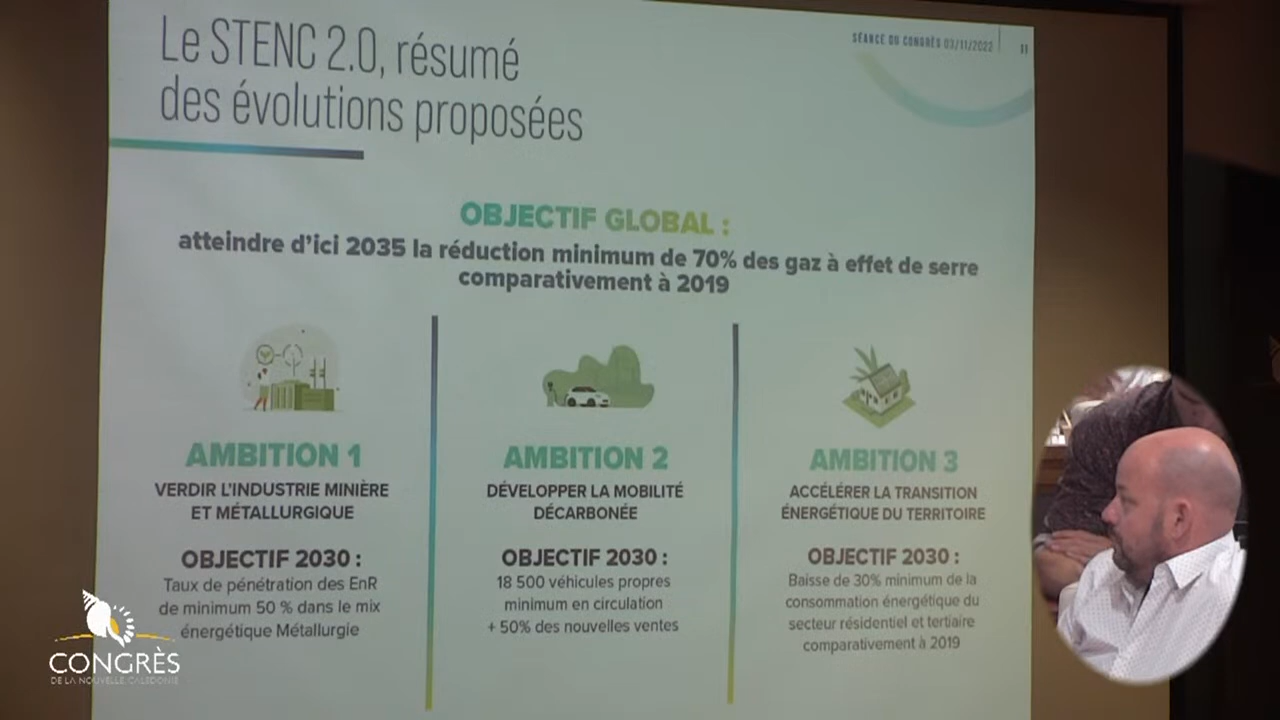 Le STENC 2.0, résumé
des évolutions proposées
SÉANCE DU CONGRÈS 03/11/2022
11
OBJECTIF GLOBAL :
atteindre d'ici 2035 la réduction minimum de 70% des gaz à effet de serre
comparativement à 2019
AMBITION 1
VERDIR L'INDUSTRIE MINIÈRE
ET MÉTALLURGIQUE
OBJECTIF 2030 :
Taux de pénétration des EnR
de minimum 50 % dans le mix
énergétique Métallurgie
AMBITION 2
DÉVELOPPER LA MOBILITÉ
DÉCARBONÉE
OBJECTIF 2030 :
18 500 véhicules propres
minimum en circulation
+ 50% des nouvelles ventes
AMBITION 3
ACCÉLÉRER LA TRANSITION
ÉNERGÉTIQUE DU TERRITOIRE
OBJECTIF 2030 :
Baisse de 30% minimum de la
consommation énergétique du
secteur résidentiel et tertiaire
comparativement à 2019
CONGRÈS
DE LA NOUVELLE-CALÉDONIE